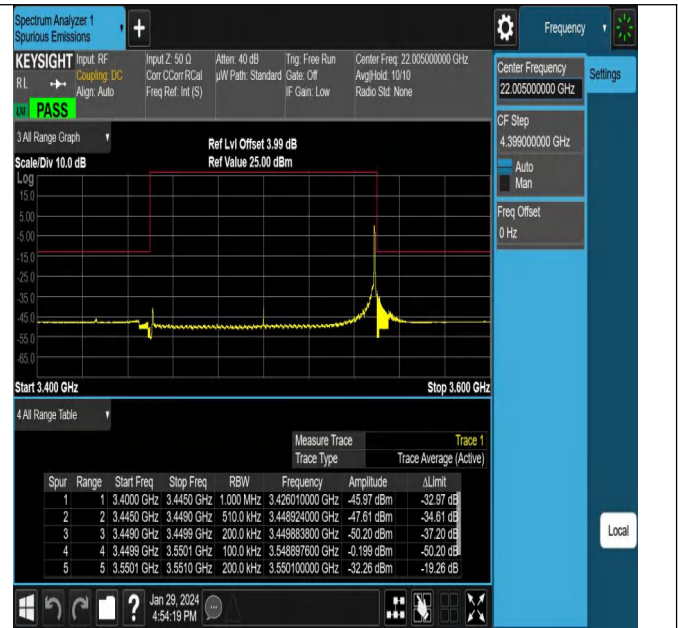 Spectrum Analyzer 1
Spurious Emissions
+
Frequency
KEYSIGHT Input: RF Input Z: 50 Ω Atten: 40 dB Trig: Free Run Center Freq: 22.005000000 GHz
RL Coupling: DC Corr CCorr RCal µW Path: Standard Gate: Off Avg|Hold: 10/10
Align: Auto Freq Ref: Int (S) IF Gain: Low Radio Std: None
LNI PASS
Center Frequency
22.005000000 GHz
Settings
CF Step
4.399000000 GHz
Auto
Man
Freq Offset
0 Hz
3 All Range Graph
Ref Lvl Offset 3.99 dB
Scale/Div 10.0 dB Ref Value 25.00 dBm
Log
15.0
5.00
-5.00
-15.0
-25.0
-35.0
-45.0
-55.0
-65.0
Start 3.400 GHz Stop 3.600 GHz
4 All Range Table
Measure Trace Trace 1
Trace Type Trace Average (Active)
Spur Range Start Freq Stop Freq RBW Frequency Amplitude ΔLimit
1 1 3.4000 GHz 3.4450 GHz 1.000 MHz 3.426010000 GHz -45.97 dBm -32.97 dB
2 2 3.4450 GHz 3.4490 GHz 510.0 kHz 3.448924000 GHz -47.61 dBm -34.61 dB
3 3 3.4490 GHz 3.4499 GHz 200.0 kHz 3.449883800 GHz -50.20 dBm -37.20 dB
4 4 3.4499 GHz 3.5501 GHz 100.0 kHz 3.548897600 GHz -0.199 dBm -50.20 dB
5 5 3.5501 GHz 3.5510 GHz 200.0 kHz 3.550100000 GHz -32.26 dBm -19.26 dB
Local
?
Jan 29, 2024
4:54:19 PM